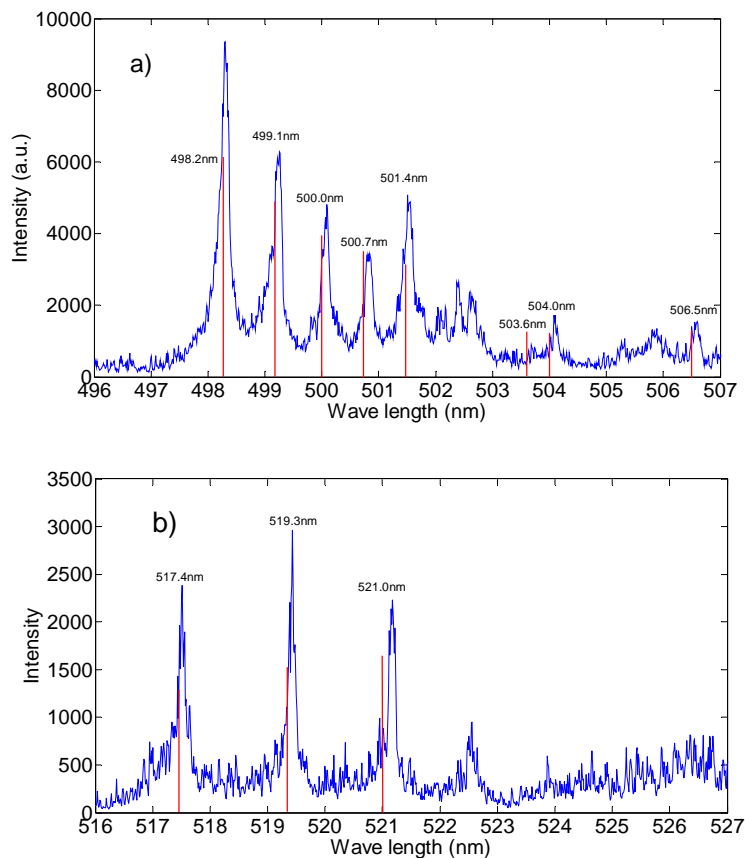 10000
a)
8000
499.1nm
6000
498.2nm
501.4nm
500.0nm
500.7nm
4000
2000
504.0nm
506.5nm
503.6nm
0
Intensity (a.u.)
496 497 498 499 500 501 502 503 504 505 506 507
Wave length (nm)
3500
b)
519.3nm
3000
2500
517.4nm
521.0nm
2000
1500
1000
500
0
Intensity
516 517 518 519 520 521 522 523 524 525 526 527
Wave length (nm)